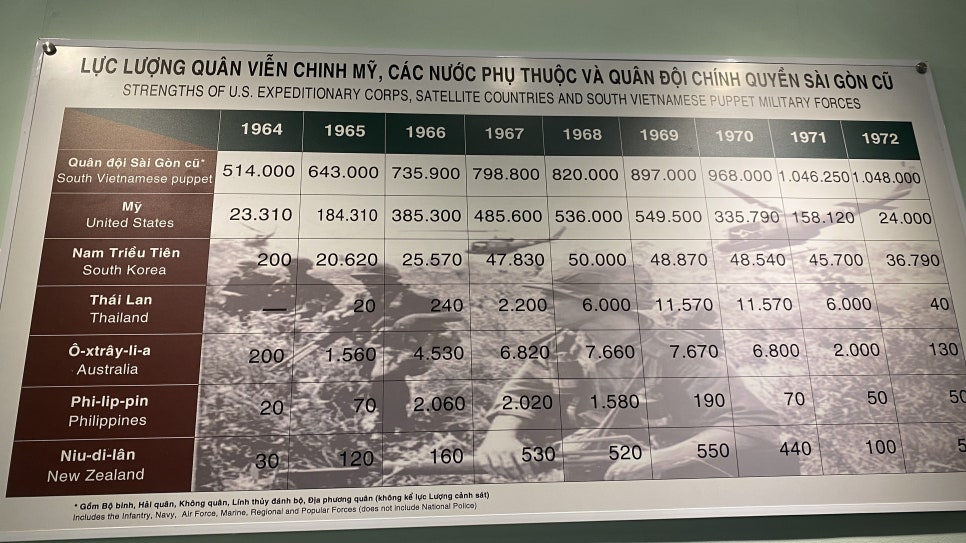 LỰC LƯỢNG QUÂN VIỄN CHINH MỸ, CÁC NƯỚC PHỤ THUỘC VÀ QUÂN ĐỘI CHÍNH QUYỀN SÀI GÒN CŨ
STRENGTHS OF U.S. EXPEDITIONARY CORPS, SATELLITE COUNTRIES AND SOUTH VIETNAMESE PUPPET MILITARY FORCES
1964 1965 1966 1967 1968 1969 1970 1971 1972
Quân đội Sài Gòn cũ*
South Vietnamese puppet 514.000 643.000 735.900 798.800 820.000 897.000 968.000 1.046.250 1.048.000
Mỹ
United States 23.310 184.310 385.300 485.600 536.000 549.500 335.790 158.120 24.000
Nam Triều Tiên
South Korea 200 20.620 25.570 47.830 50.000 48.870 48.540 45.700 36.790
Thái Lan
Thailand — 20 240 2.200 6.000 11.570 11.570 6.000 40
Ô-xtrây-li-a
Australia 200 1.560 4.530 6.820 7.660 7.670 6.800 2.000 130
Phi-lip-pin
Philippines 20 70 2.060 2.020 1.580 190 70 50
Niu-di-lân
New Zealand 30 120 160 530 520 550 440 100
* Gồm Bộ binh, Hải quân, Không quân, Lính thủy đánh bộ, Địa phương quân (không kể lực Lượng cảnh sát)
Includes the Infantry, Navy, Air Force, Marine, Regional and Popular Forces (does not include National Police)